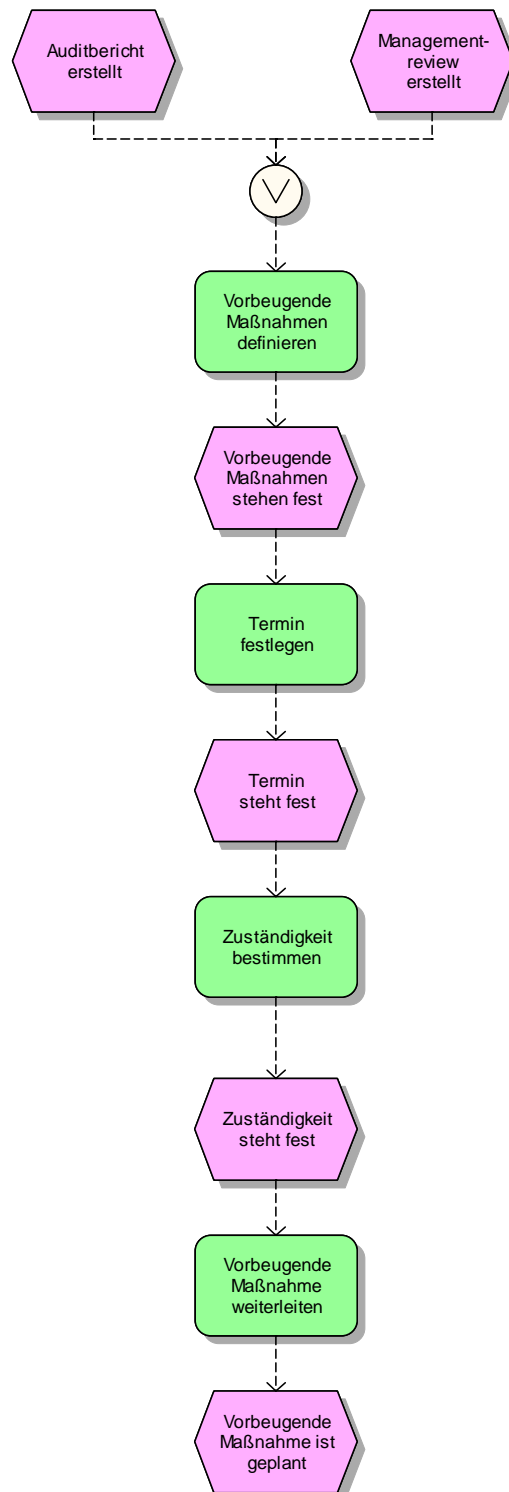 Auditbericht
erstellt
Management-
review
erstellt
Vorbeugende
Maßnahmen
definieren
Vorbeugende
Maßnahmen
stehen fest
Termin
festlegen
Termin
steht fest
Zuständigkeit
bestimmen
Zuständigkeit
steht fest
Vorbeugende
Maßnahme
weiterleiten
Vorbeugende
Maßnahme ist
geplant